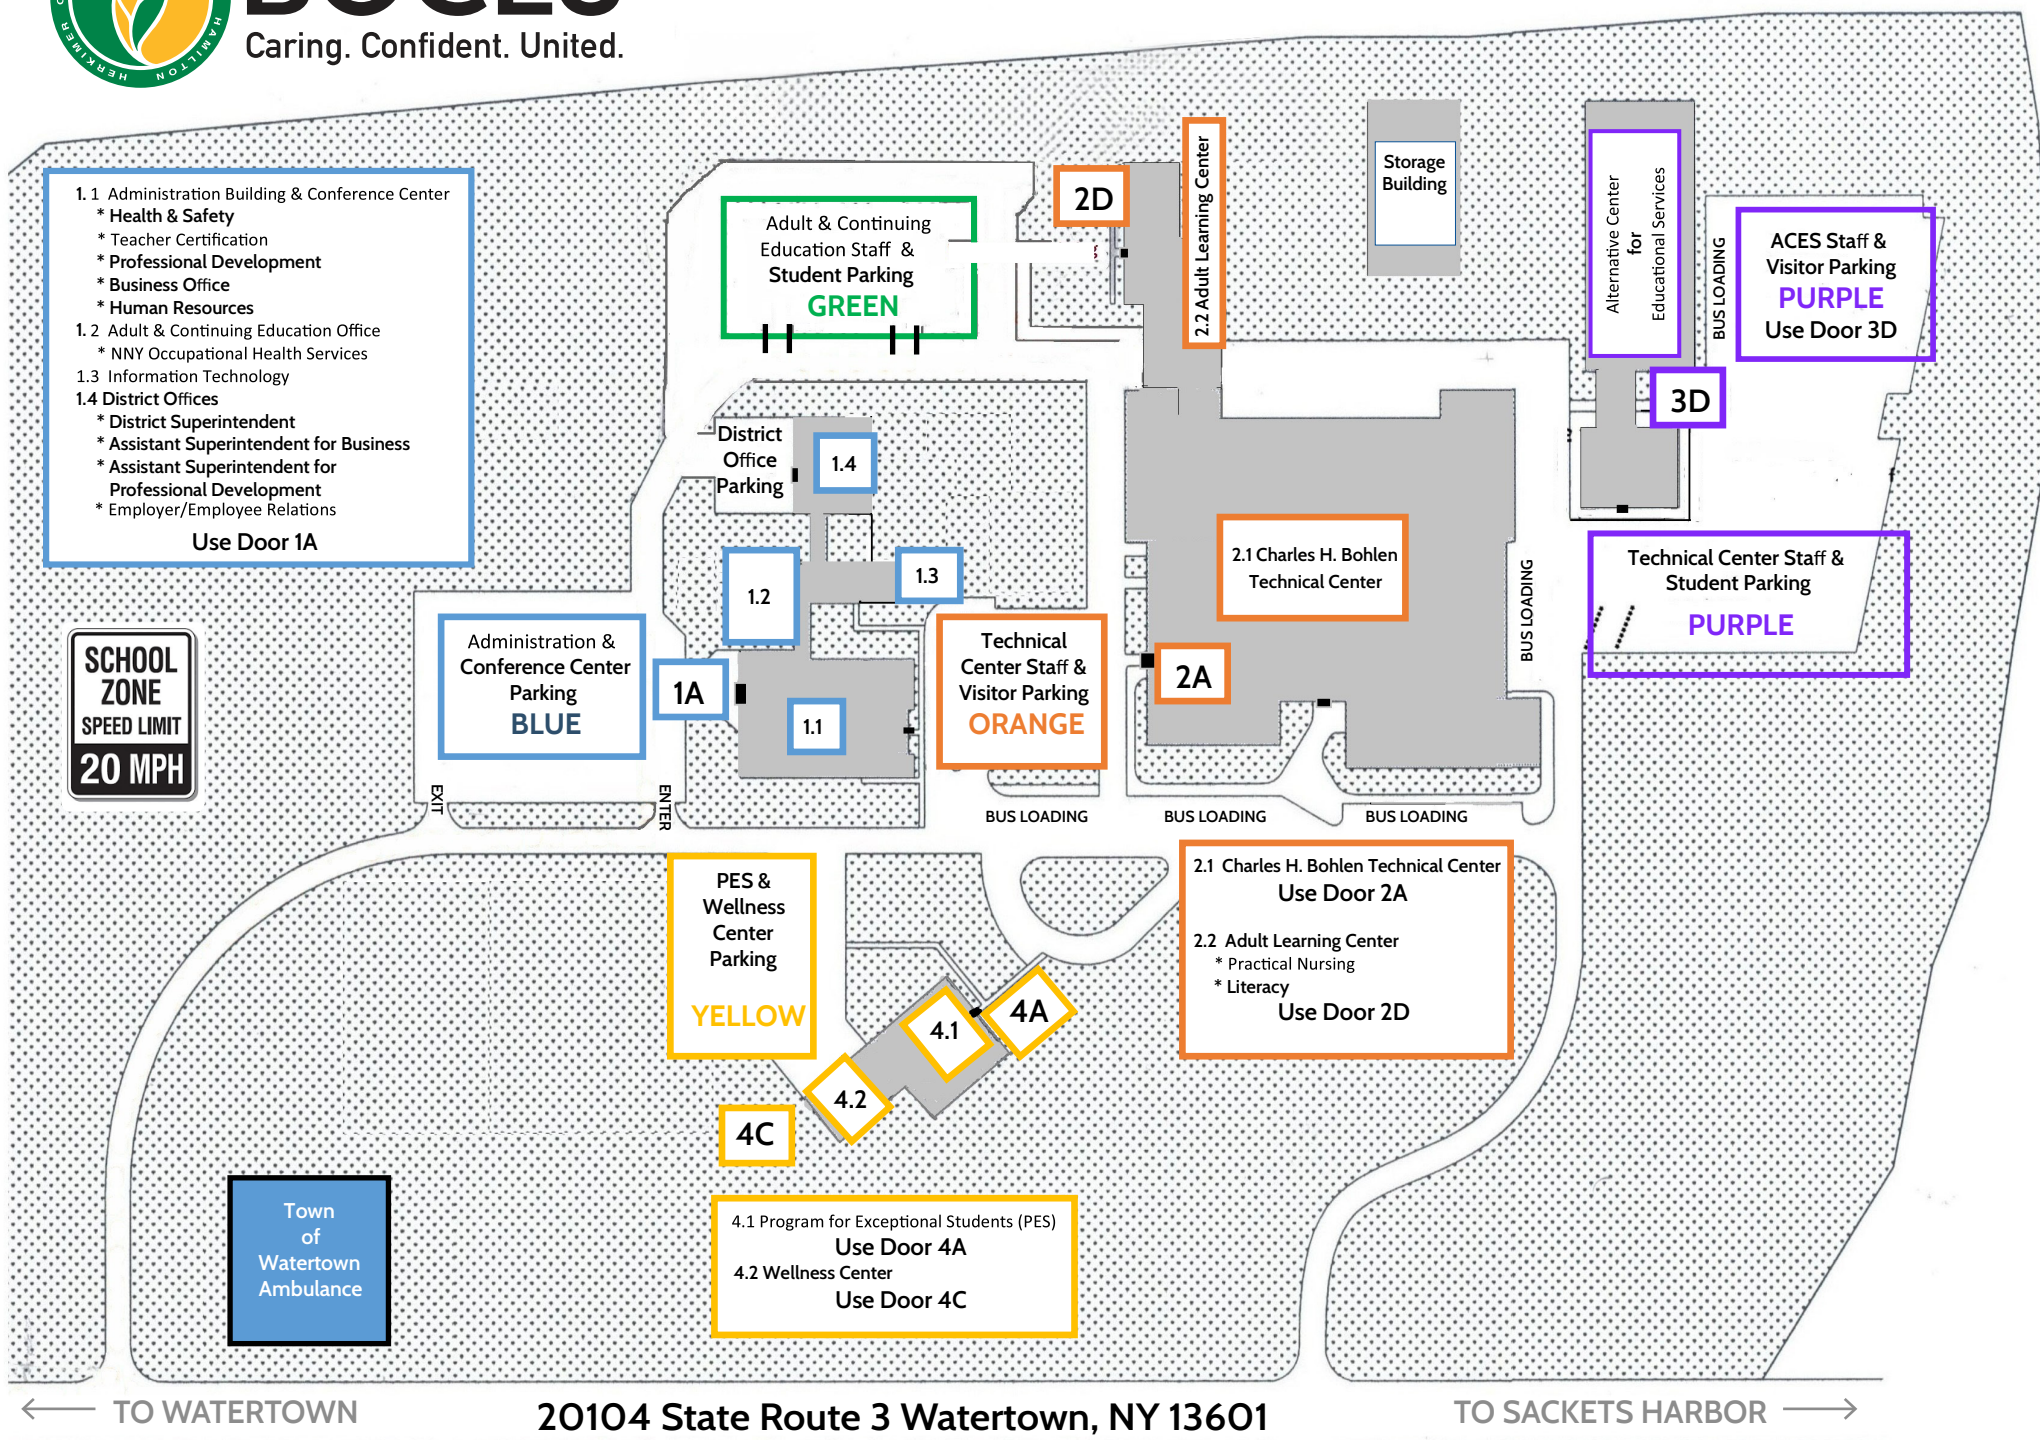 BOCES
Caring. Confident. United.
HERKIMER
HAMILTON
1. 1 Administration Building & Conference Center
* Health & Safety
* Teacher Certification
* Professional Development
* Business Office
* Human Resources
1. 2 Adult & Continuing Education Office
* NNY Occupational Health Services
1.3 Information Technology
1.4 District Offices
* District Superintendent
* Assistant Superintendent for Business
* Assistant Superintendent for
Professional Development
* Employer/Employee Relations
Use Door 1A
Adult & Continuing
Education Staff &
Student Parking
GREEN
2D
2.2 Adult Learning Center
Storage
Building
Alternative Center
for
Educational Services
BUS LOADING
ACES Staff &
Visitor Parking
PURPLE
Use Door 3D
3D
District
Office
Parking
1.4
1.2
1.3
2.1 Charles H. Bohlen
Technical Center
BUS LOADING
Technical Center Staff &
Student Parking
PURPLE
SCHOOL
ZONE
SPEED LIMIT
20 MPH
Administration &
Conference Center
Parking
BLUE
1A
1.1
Technical
Center Staff &
Visitor Parking
ORANGE
2A
EXIT
ENTER
BUS LOADING
BUS LOADING
BUS LOADING
PES &
Wellness
Center
Parking
YELLOW
2.1 Charles H. Bohlen Technical Center
Use Door 2A
2.2 Adult Learning Center
* Practical Nursing
* Literacy
Use Door 2D
4.1
4A
4.2
4C
Town
of
Watertown
Ambulance
4.1 Program for Exceptional Students (PES)
Use Door 4A
4.2 Wellness Center
Use Door 4C
TO WATERTOWN
20104 State Route 3 Watertown, NY 13601
TO SACKETS HARBOR